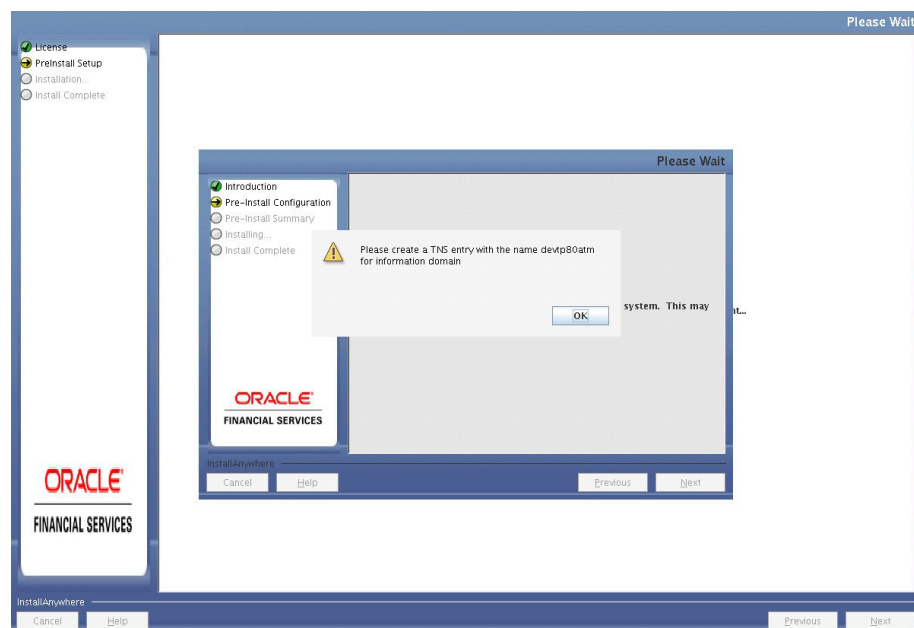 Please Wait
License
PreInstall Setup
Installation...
Install Complete
Please Wait
Introduction
Pre-Install Configuration
Pre-Install Summary
Installing...
Install Complete
Please create a TNS entry with the name devtp80atm
for information domain
OK
system. This may
ORACLE
FINANCIAL SERVICES
InstallAnywhere
Cancel
Help
Previous
Next
ORACLE
FINANCIAL SERVICES
InstallAnywhere
Cancel
Help
Previous
Next